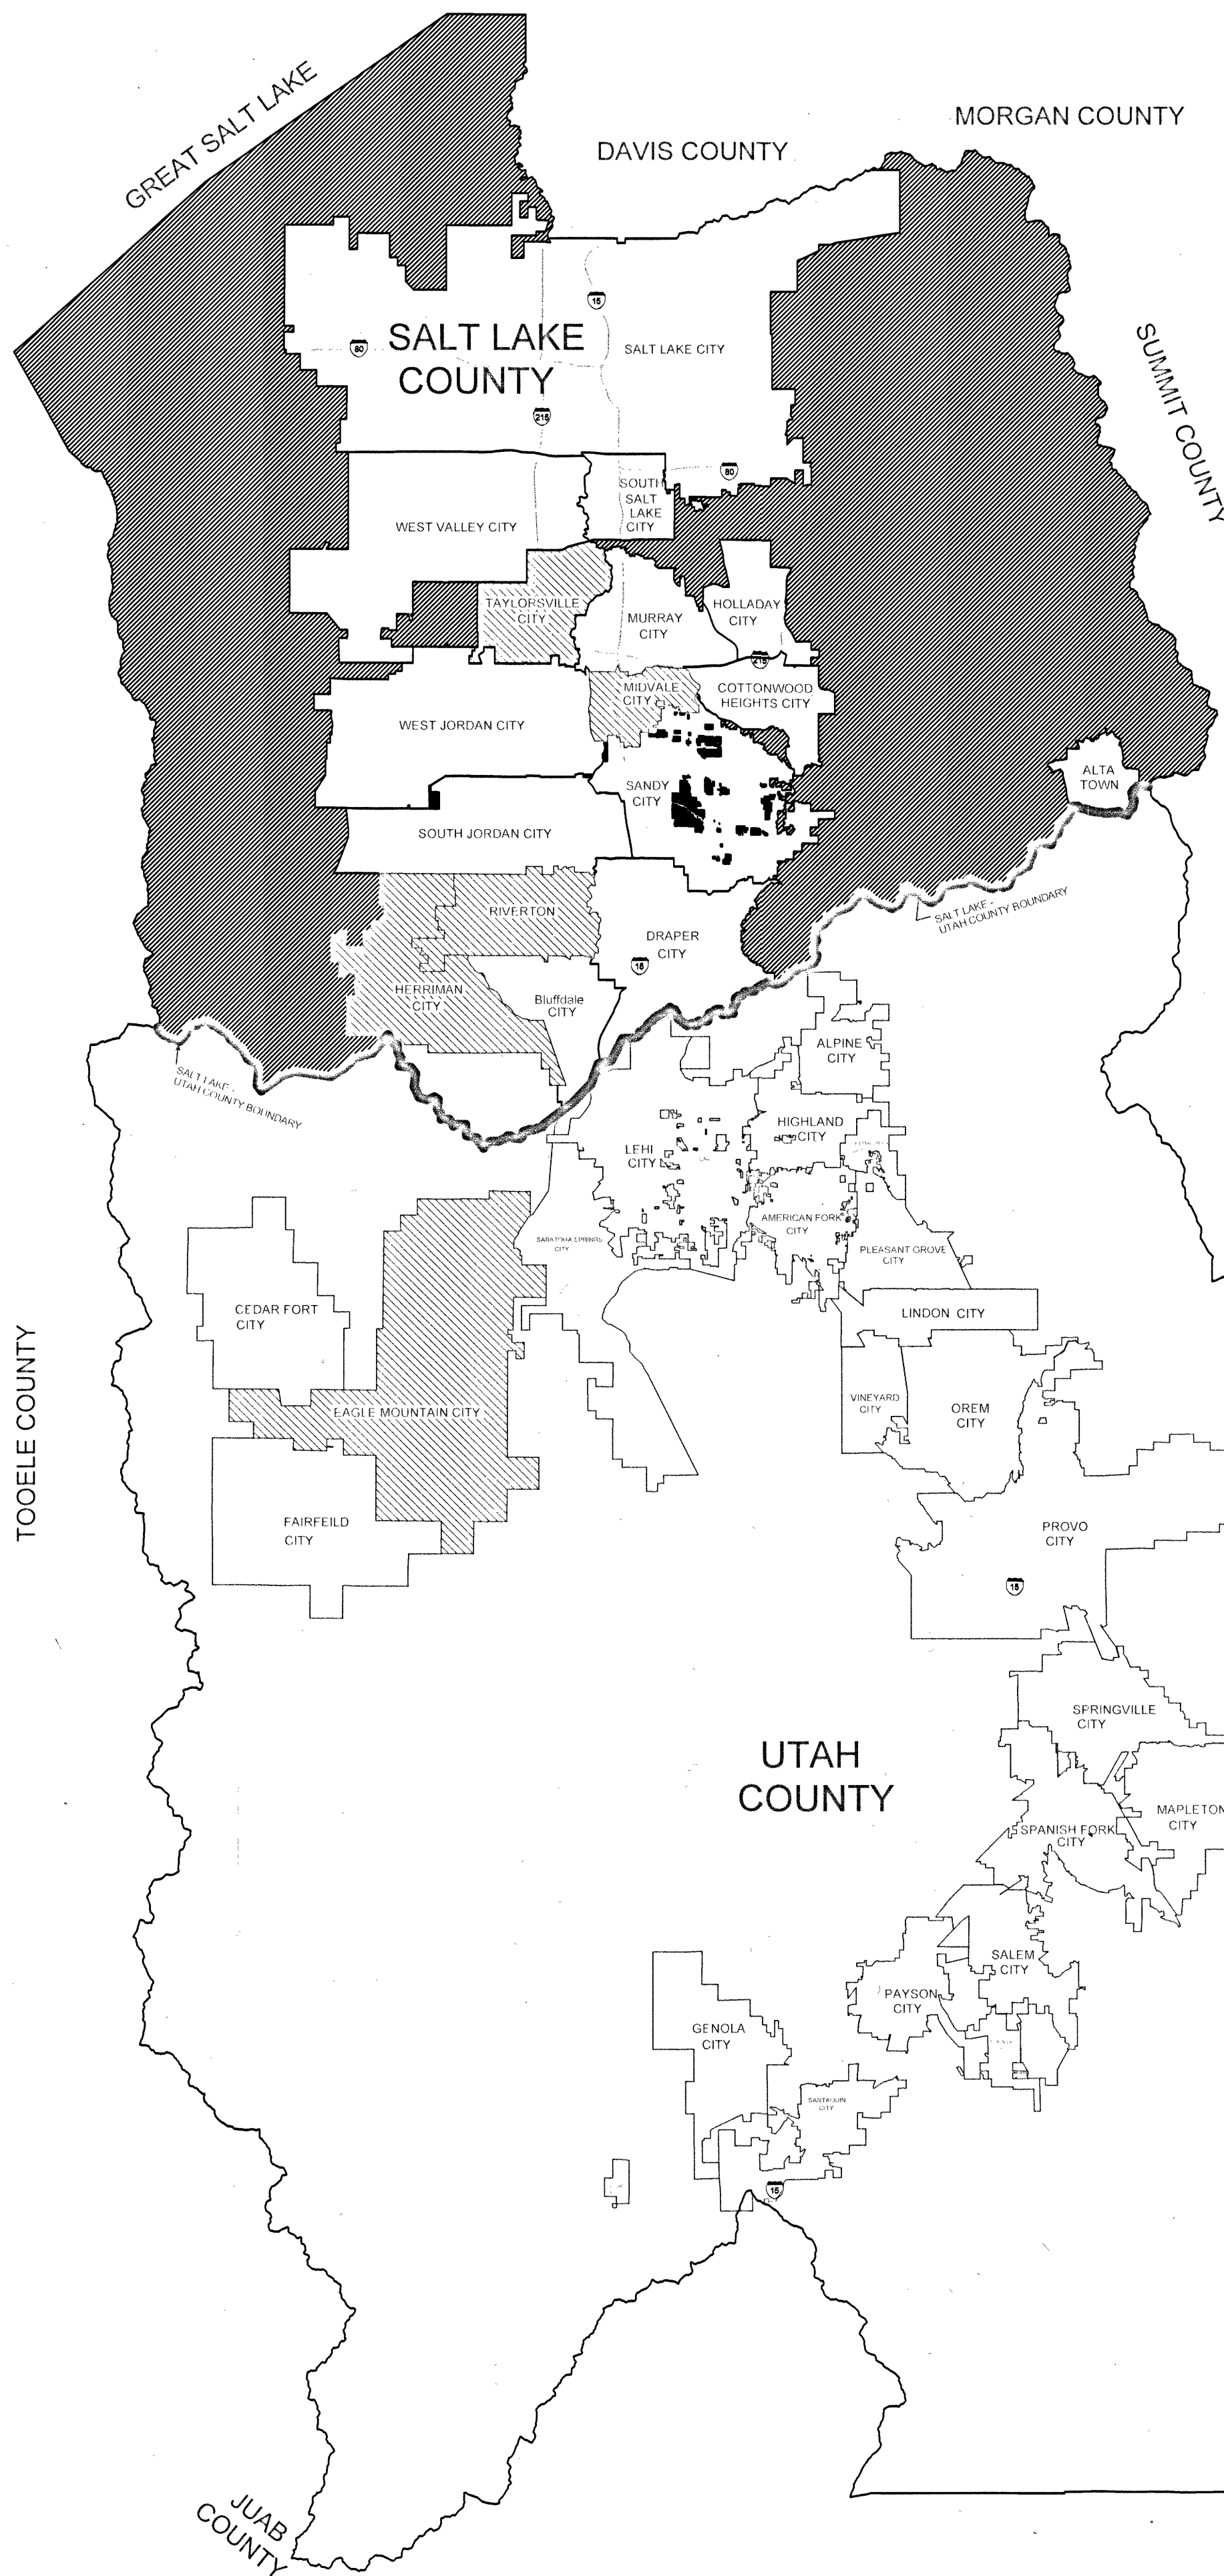 MORGAN COUNTY
DAVIS COUNTY
GREAT SALT LAKE
SUMMIT COUNTY
15
SALT LAKE
COUNTY
SALT LAKE CITY
80
215
80
SOUTH
SALT
LAKE
CITY
WEST VALLEY CITY
TAYLORSVILLE
CITY
MURRAY
CITY
HOLLADAY
CITY
215
MIDVALE
CITY
COTTONWOOD
HEIGHTS CITY
WEST JORDAN CITY
ALTA
TOWN
SANDY
CITY
SOUTH JORDAN CITY
RIVERTON
SALT LAKE -
UTAH COUNTY BOUNDARY
DRAPER
CITY
15
HERRIMAN
CITY
Bluffdale
CITY
ALPINE
CITY
SALT LAKE -
UTAH COUNTY BOUNDARY
HIGHLAND
CITY
LEHI
CITY
AMERICAN FORK
CITY
SARATOGA SPRINGS
CITY
PLEASANT GROVE
CITY
CEDAR FORT
CITY
LINDON CITY
TOOELE COUNTY
VINEYARD
CITY
OREM
CITY
EAGLE MOUNTAIN CITY
FAIRFEILD
CITY
PROVO
CITY
15
SPRINGVILLE
CITY
UTAH
COUNTY
MAPLETON
CITY
SPANISH FORK
CITY
SALEM
CITY
PAYSON
CITY
GENOLA
CITY
SANTAQUIN
CITY
15
JUAB
COUNTY